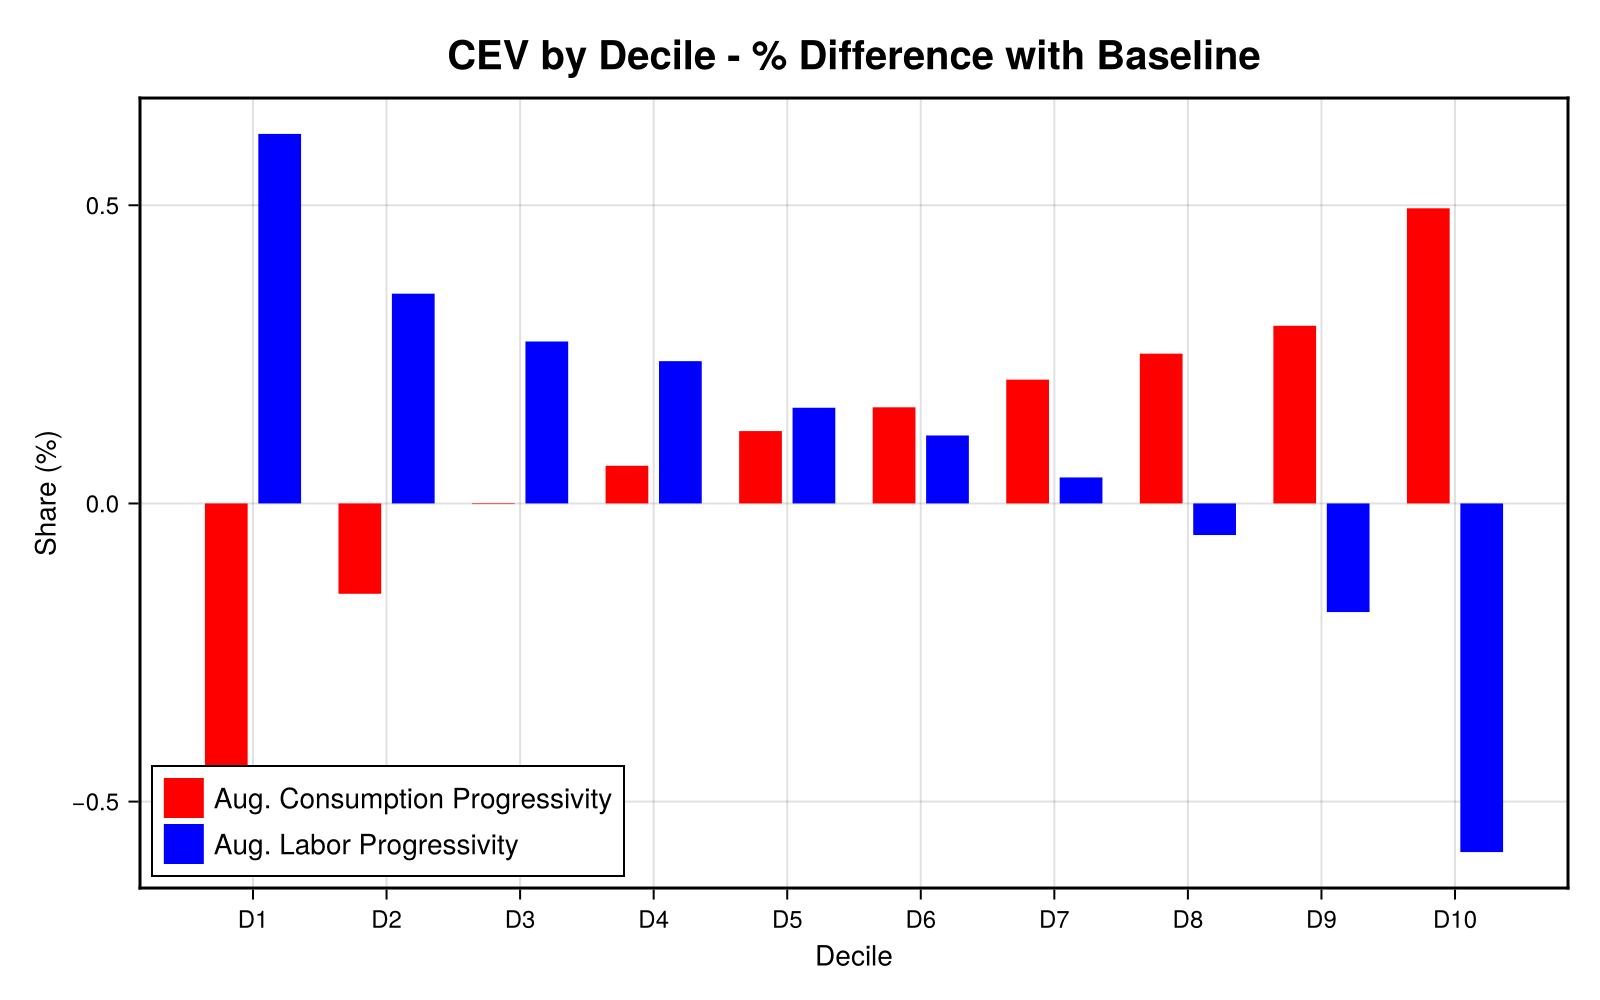 CEV by Decile - % Difference with Baseline
Share (%)
0.5
0.0
−0.5
Aug. Consumption Progressivity
Aug. Labor Progressivity
D1 D2 D3 D4 D5 D6 D7 D8 D9 D10
Decile